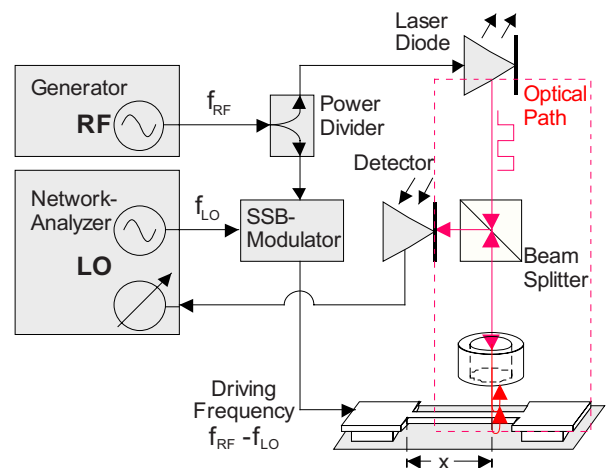 Laser
Diode
Generator
RF
f_RF
Power
Divider
Optical
Path
Detector
Network-
Analyzer
LO
f_LO
SSB-
Modulator
Beam
Splitter
Driving
Frequency
f_RF -f_LO
x